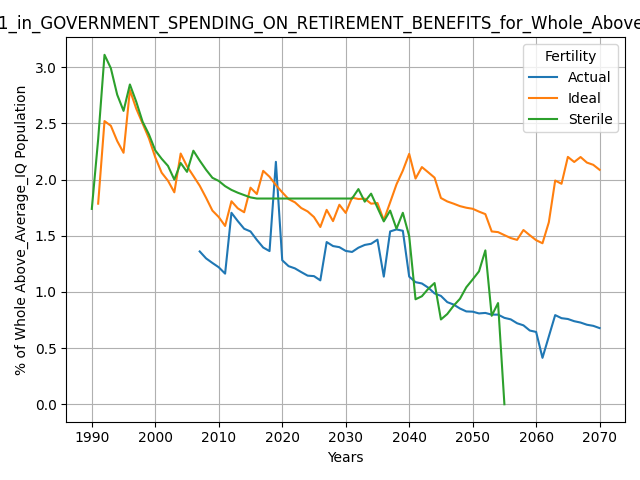 1_in_GOVERNMENT_SPENDING_ON_RETIREMENT_BENEFITS_for_Whole_Above
Fertility
Actual
Ideal
Sterile
% of Whole Above_Average_IQ Population
3.0
2.5
2.0
1.5
1.0
0.5
0.0
1990 2000 2010 2020 2030 2040 2050 2060 2070
Years